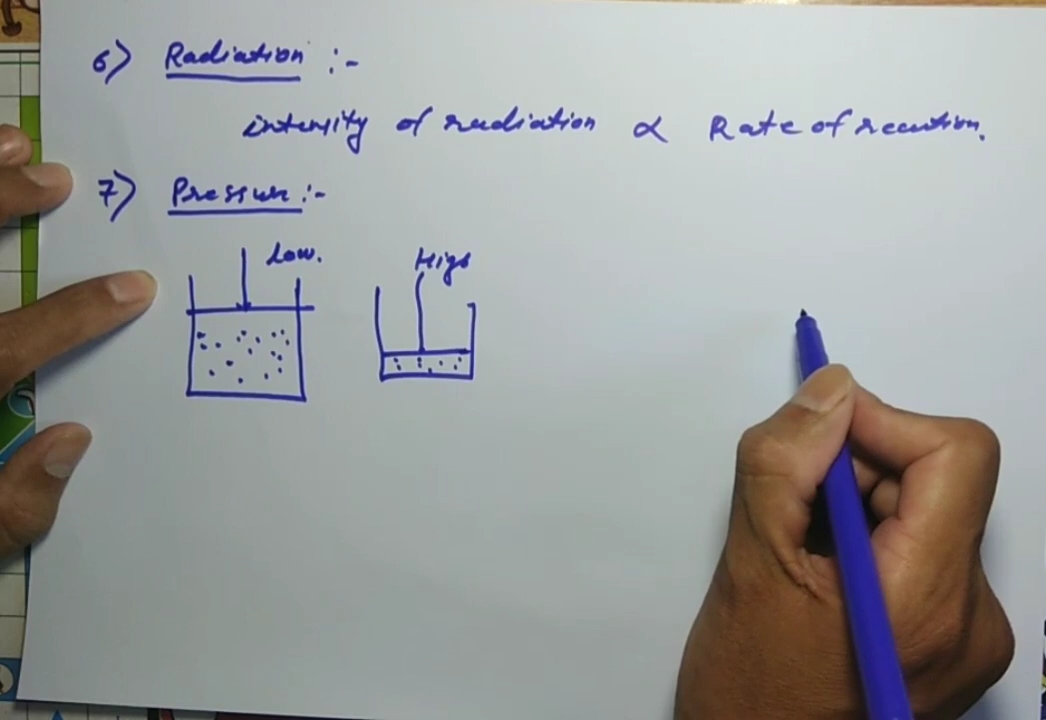 6) Radiation :-
intensity of radiation ∝ Rate of reaction.
7) Pressure :-
Low.
High